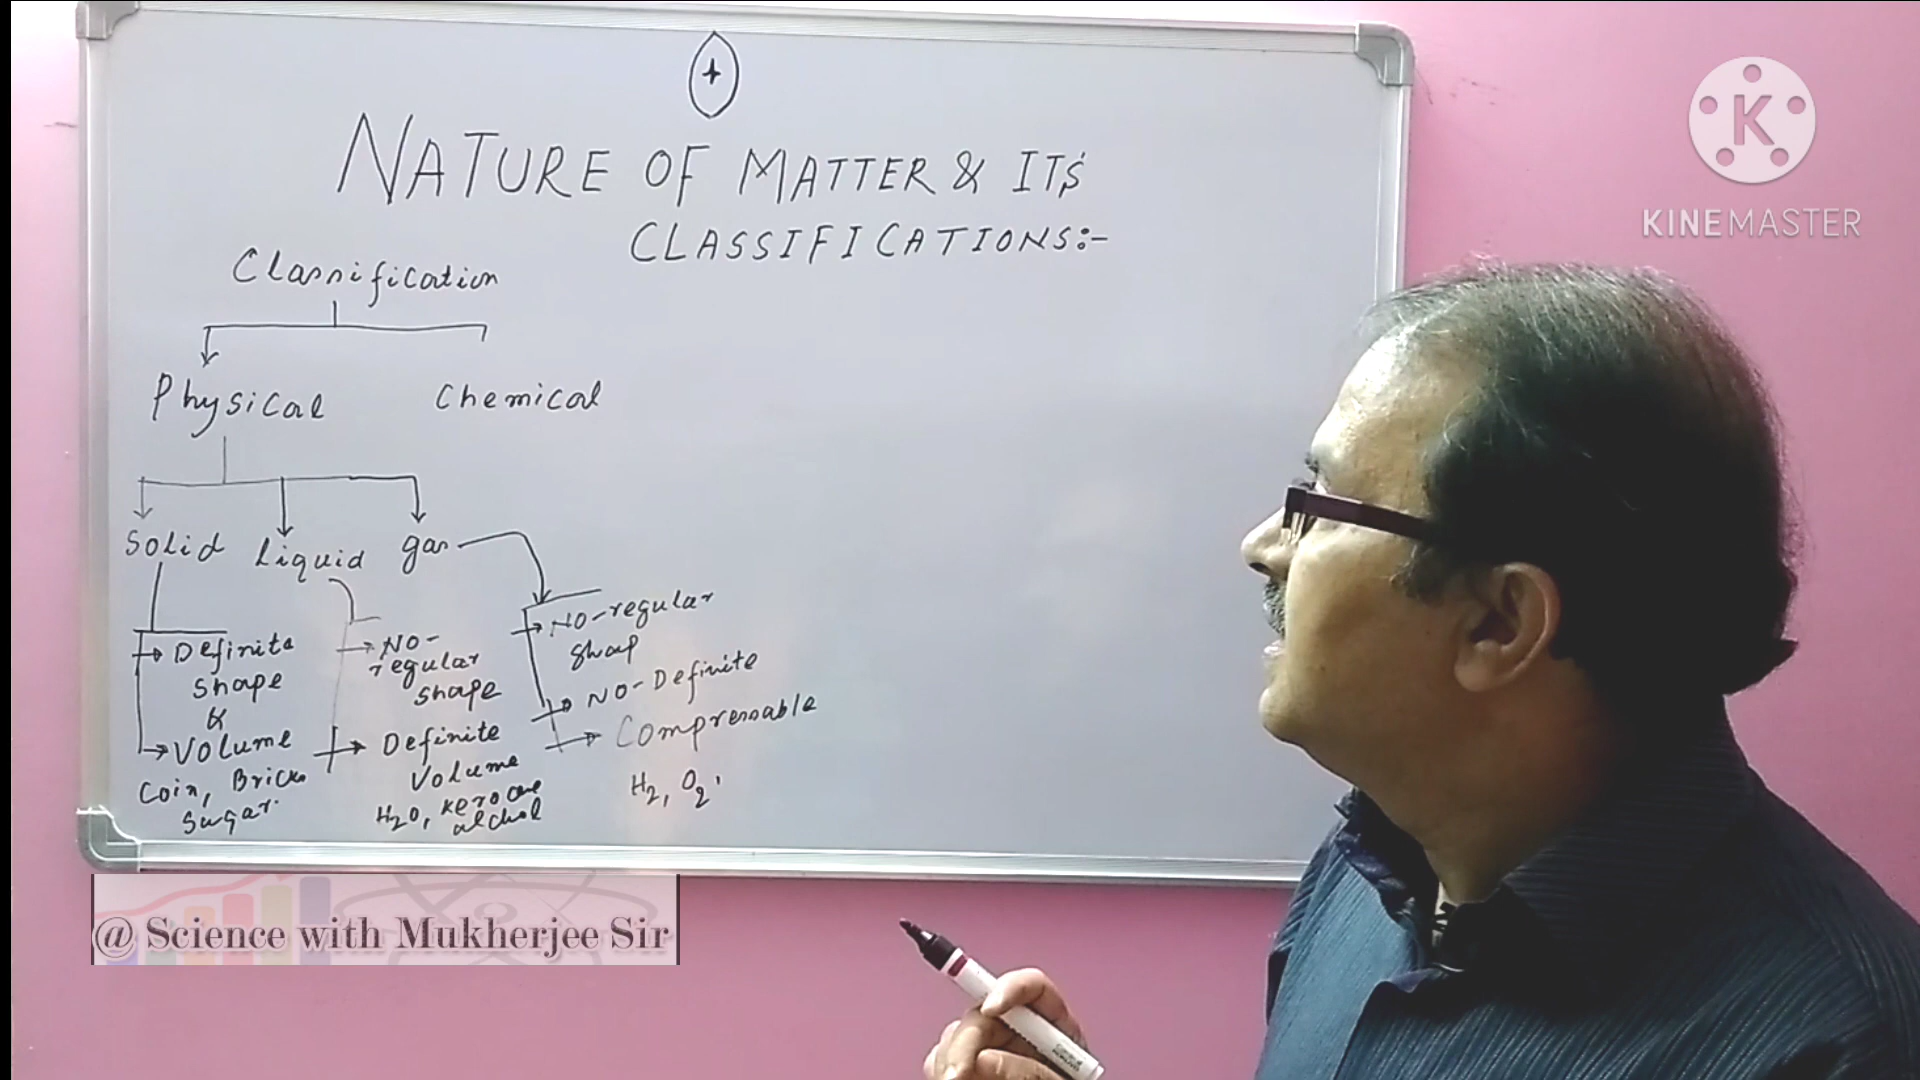 NATURE OF MATTER & ITS
CLASSIFICATIONS:-
Classification
Physical
Chemical
Solid
Liquid
gas
Definite
shape
&
Volume
Coin, Brick
Sugar.
NO-
regular
shape
Definite
Volume
H2O, 
alchol
NO-regular
shap
NO-Definite
Compressable
H2, O2,
K
KINEMASTER
@ Science with Mukherjee Sir